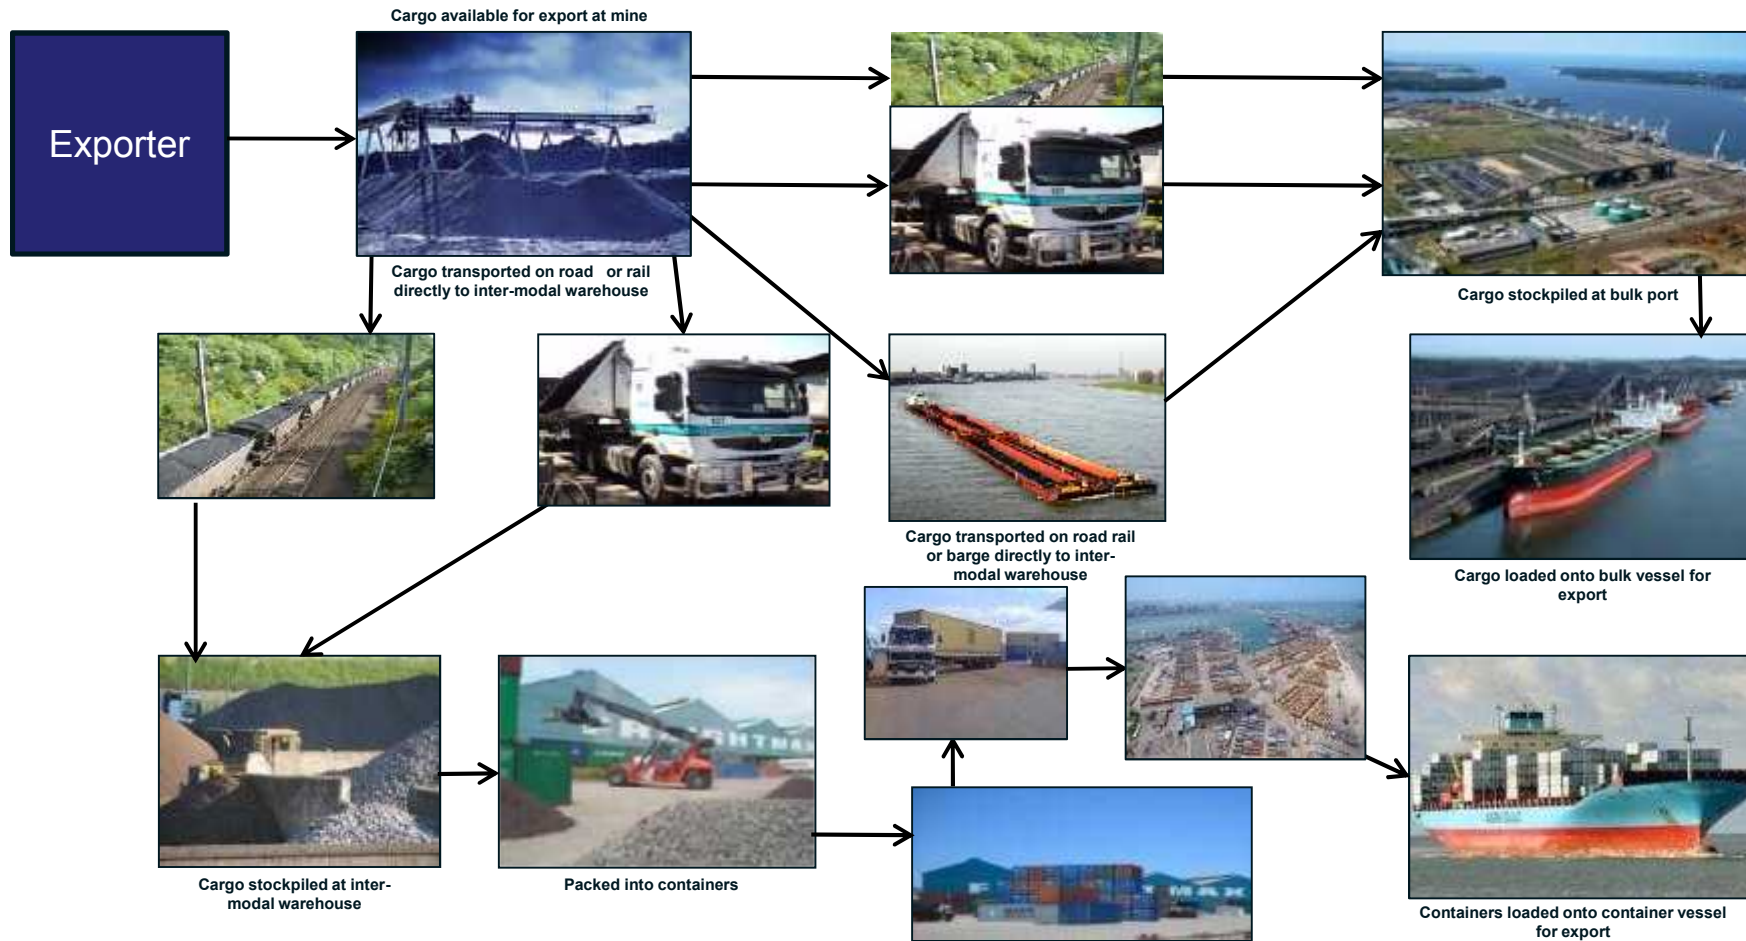 Cargo available for export at mine
Exporter
Cargo transported on road or rail
directly to inter-modal warehouse
Cargo stockpiled at bulk port
Cargo transported on road rail
or barge directly to inter-
modal warehouse
Cargo loaded onto bulk vessel for
export
Cargo stockpiled at inter-
modal warehouse
Packed into containers
Containers loaded onto container vessel
for export